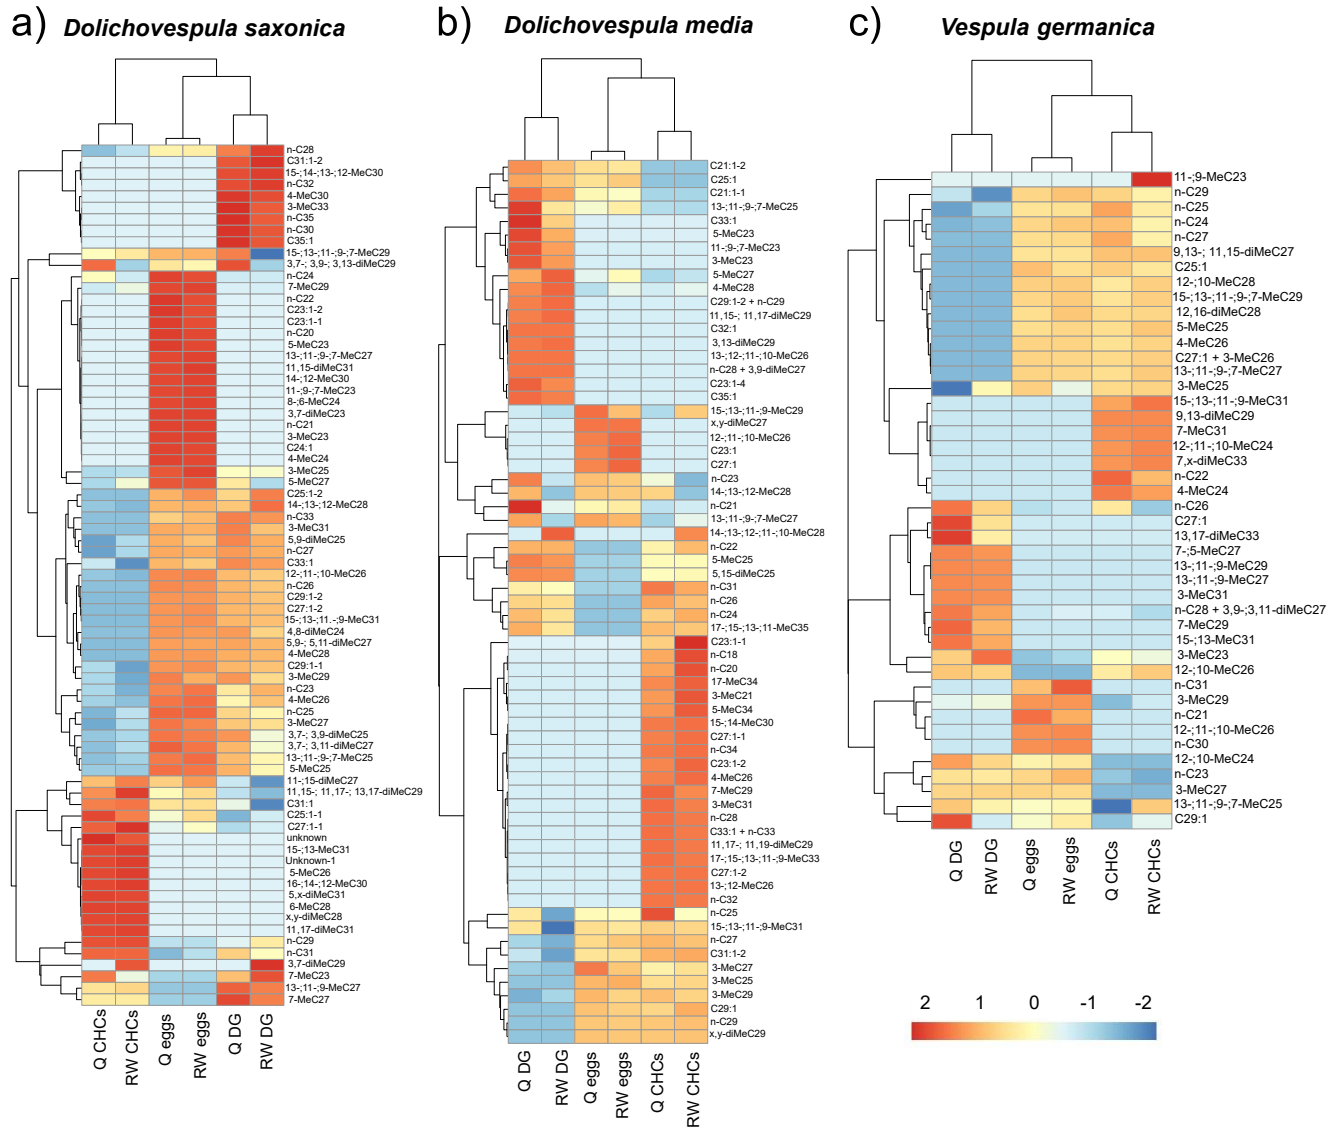 a) Dolichovespula saxonica
n-C28
C31:1-2
15-;14-;13-;12-MeC30
n-C32
4-MeC30
3-MeC33
n-C35
n-C30
C35:1
15-;13-;11-;9-;7-MeC29
3,7-; 3,9-; 3,13-diMeC29
n-C24
7-MeC29
n-C22
C23:1-2
C23:1-1
n-C20
5-MeC23
13-;11-;9-;7-MeC27
11,15-diMeC31
14-;12-MeC30
11-;9-;7-MeC23
8-;6-MeC24
3,7-diMeC23
n-C21
3-MeC23
C24:1
4-MeC24
3-MeC25
5-MeC27
C25:1-2
14-;13-;12-MeC28
n-C33
3-MeC31
5,9-diMeC25
n-C27
C33:1
12-;11-;10-MeC26
n-C26
C29:1-2
C27:1-2
15-;13-;11.-;9-MeC31
4,8-diMeC24
5,9-; 5,11-diMeC27
4-MeC28
C29:1-1
3-MeC29
n-C23
4-MeC26
n-C25
3-MeC27
3,7-; 3,9-diMeC25
3,7-; 3,11-diMeC27
13-;11-;9-;7-MeC25
5-MeC25
11-;15-diMeC27
11,15-; 11,17-; 13,17-diMeC29
C31:1
C25:1-1
C27:1-1
unknown
15-;13-MeC31
Unknown-1
5-MeC26
16-;14-;12-MeC30
5,x-diMeC31
6-MeC28
x,y-diMeC28
11,17-diMeC31
n-C29
n-C31
3,7-diMeC29
7-MeC23
13-;11-;9-MeC27
7-MeC27
Q CHCs
RW CHCs
Q eggs
RW eggs
Q DG
RW DG
b) Dolichovespula media
C21:1-2
C25:1
C21:1-1
13-;11-;9-;7-MeC25
C33:1
5-MeC23
11-;9-;7-MeC23
3-MeC23
5-MeC27
4-MeC28
C29:1-2 + n-C29
11,15-; 11,17-diMeC29
C32:1
3,13-diMeC29
13-;12-;11-;10-MeC26
n-C28 + 3,9-diMeC27
C23:1-4
C35:1
15-;13-;11-;9-MeC29
x,y-diMeC27
12-;11-;10-MeC26
C23:1
C27:1
n-C23
14-;13-;12-MeC28
n-C21
13-;11-;9-;7-MeC27
14-;13-;12-;11-;10-MeC28
n-C22
5-MeC25
5,15-diMeC25
n-C31
n-C26
n-C24
17-;15-;13-;11-MeC35
C23:1-1
n-C18
n-C20
17-MeC34
3-MeC21
5-MeC34
15-;14-MeC30
C27:1-1
n-C34
C23:1-2
4-MeC26
7-MeC29
3-MeC31
n-C28
C33:1 + n-C33
11,17-; 11,19-diMeC29
17-;15-;13-;11-;9-MeC33
C27:1-2
13-;12-MeC26
n-C32
n-C25
15-;13-;11-;9-MeC31
n-C27
C31:1-2
3-MeC27
3-MeC25
3-MeC29
C29:1
n-C29
x,y-diMeC29
Q DG
RW DG
Q eggs
RW eggs
Q CHCs
RW CHCs
c) Vespula germanica
11-;9-MeC23
n-C29
n-C25
n-C24
n-C27
9,13-; 11,15-diMeC27
C25:1
12-;10-MeC28
15-;13-;11-;9-;7-MeC29
12,16-diMeC28
5-MeC25
4-MeC26
C27:1 + 3-MeC26
13-;11-;9-;7-MeC27
3-MeC25
15-;13-;11-;9-MeC31
9,13-diMeC29
7-MeC31
12-;11-;10-MeC24
7,x-diMeC33
n-C22
4-MeC24
n-C26
C27:1
13,17-diMeC33
7-;5-MeC27
13-;11-;9-MeC29
13-;11-;9-MeC27
3-MeC31
n-C28 + 3,9-;3,11-diMeC27
7-MeC29
15-;13-MeC31
3-MeC23
12-;10-MeC26
n-C31
3-MeC29
n-C21
12-;11-;10-MeC26
n-C30
12-;10-MeC24
n-C23
3-MeC27
13-;11-;9-;7-MeC25
C29:1
Q DG
RW DG
Q eggs
RW eggs
Q CHCs
RW CHCs
2 1 0 -1 -2